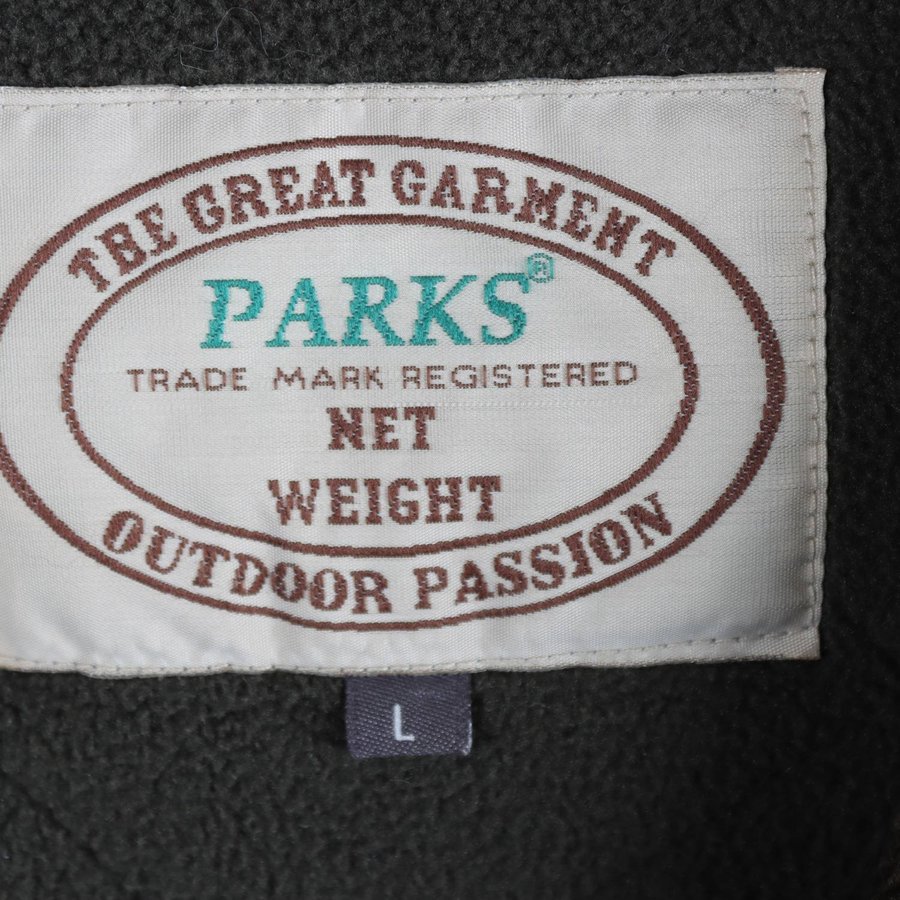 THE GREAT GARMENT
PARKS®
TRADE MARK REGISTERED
NET
WEIGHT
OUTDOOR PASSION
L